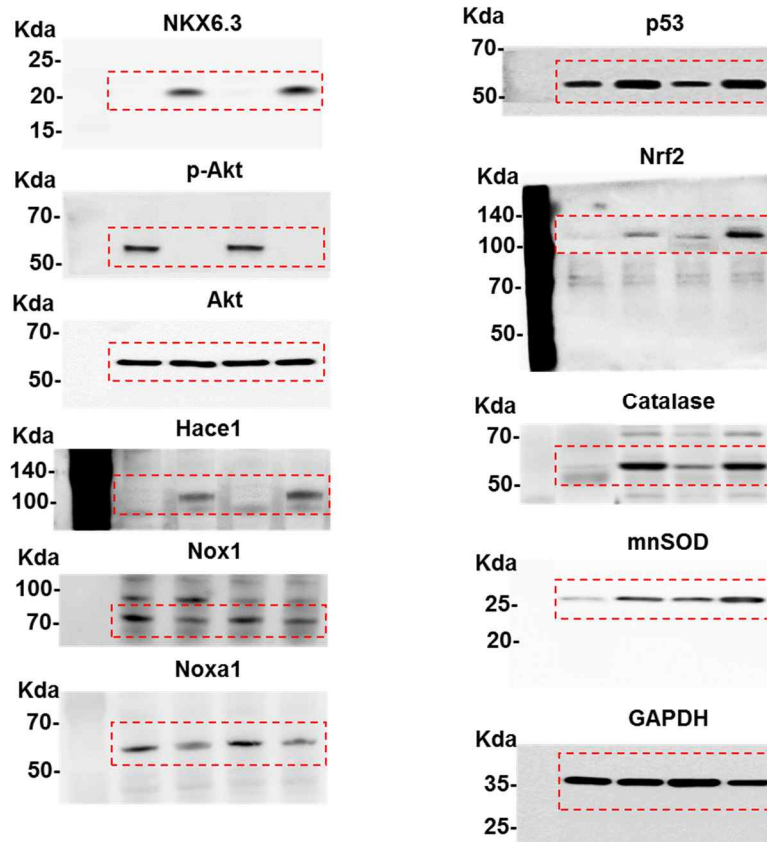 NKX6.3
Kda
25-
20-
15-
p-Akt
Kda
70-
50-
Akt
Kda
70-
50-
Hace1
Kda
140-
100-
Nox1
Kda
100-
70-
Noxa1
Kda
70-
50-
p53
Kda
70-
50-
Nrf2
Kda
140-
100-
70-
50-
Catalase
Kda
70-
50-
mnSOD
Kda
25-
20-
GAPDH
Kda
35-
25-